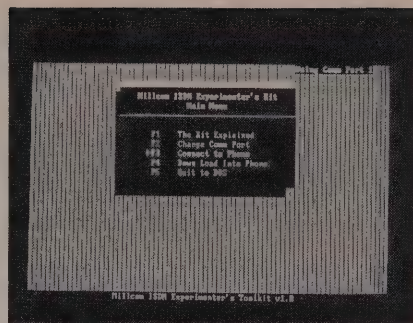 Using Comm Port 1
Millcom ISDN Experimenter's Kit
Main Menu
F1 The Kit Explained
F2 Change Comm Port
F3 Connect to Phone
F4 Down Load into Phone
F5 Quit to DOS
Millcom ISDN Experimenter's Toolkit v1.0